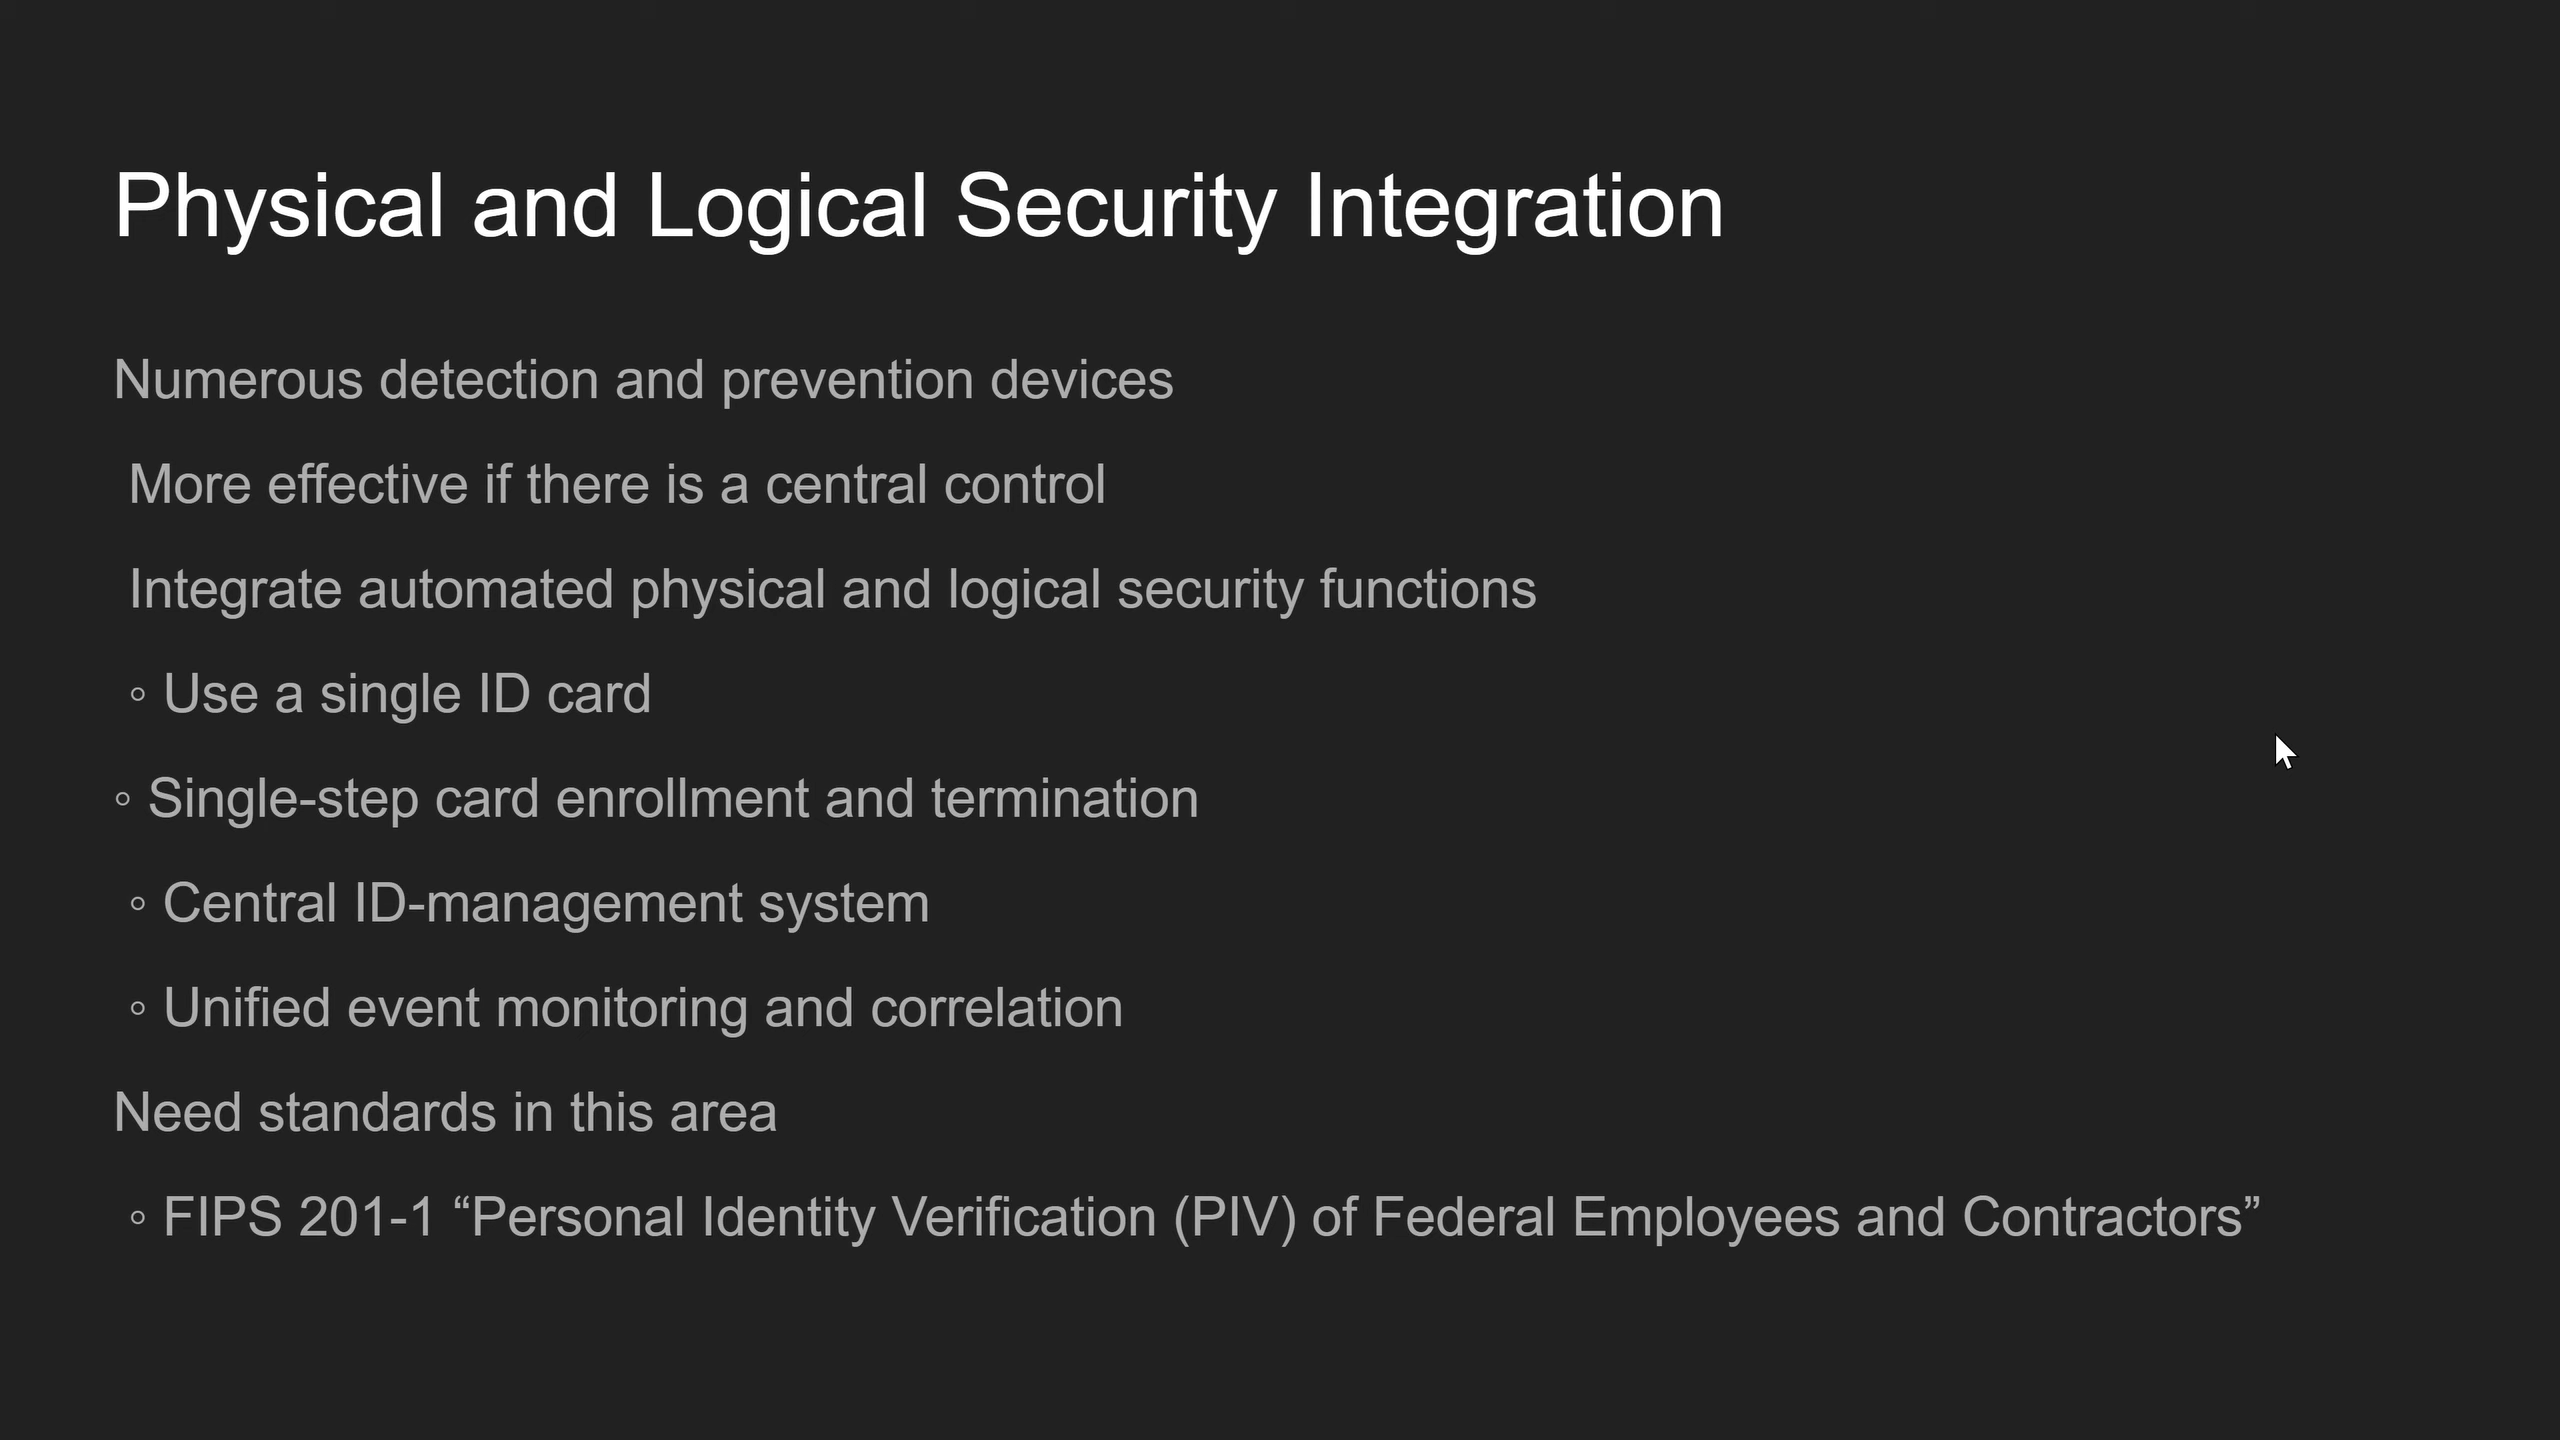 Physical and Logical Security Integration
Numerous detection and prevention devices
More effective if there is a central control
Integrate automated physical and logical security functions
◦ Use a single ID card
◦ Single-step card enrollment and termination
◦ Central ID-management system
◦ Unified event monitoring and correlation
Need standards in this area
◦ FIPS 201-1 “Personal Identity Verification (PIV) of Federal Employees and Contractors”